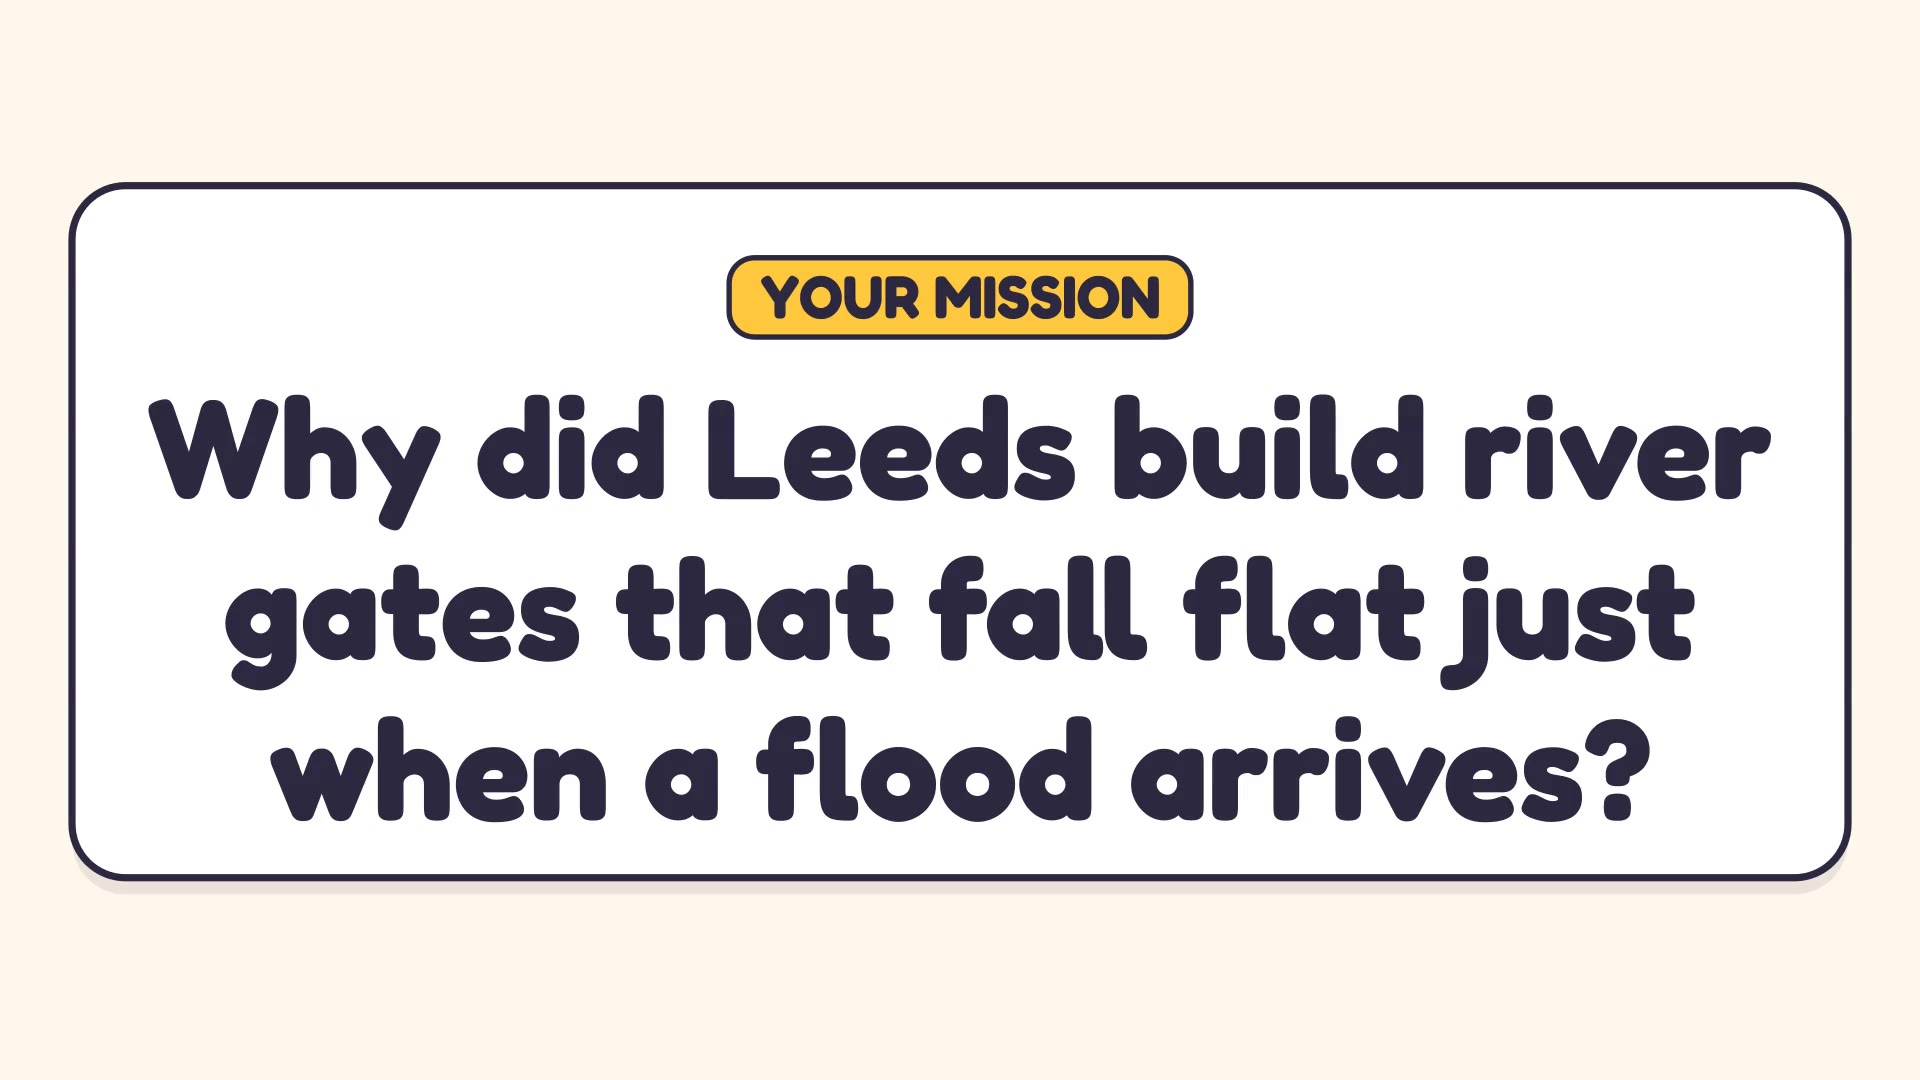 YOUR MISSION
Why did Leeds build river
gates that fall flat just
when a flood arrives?